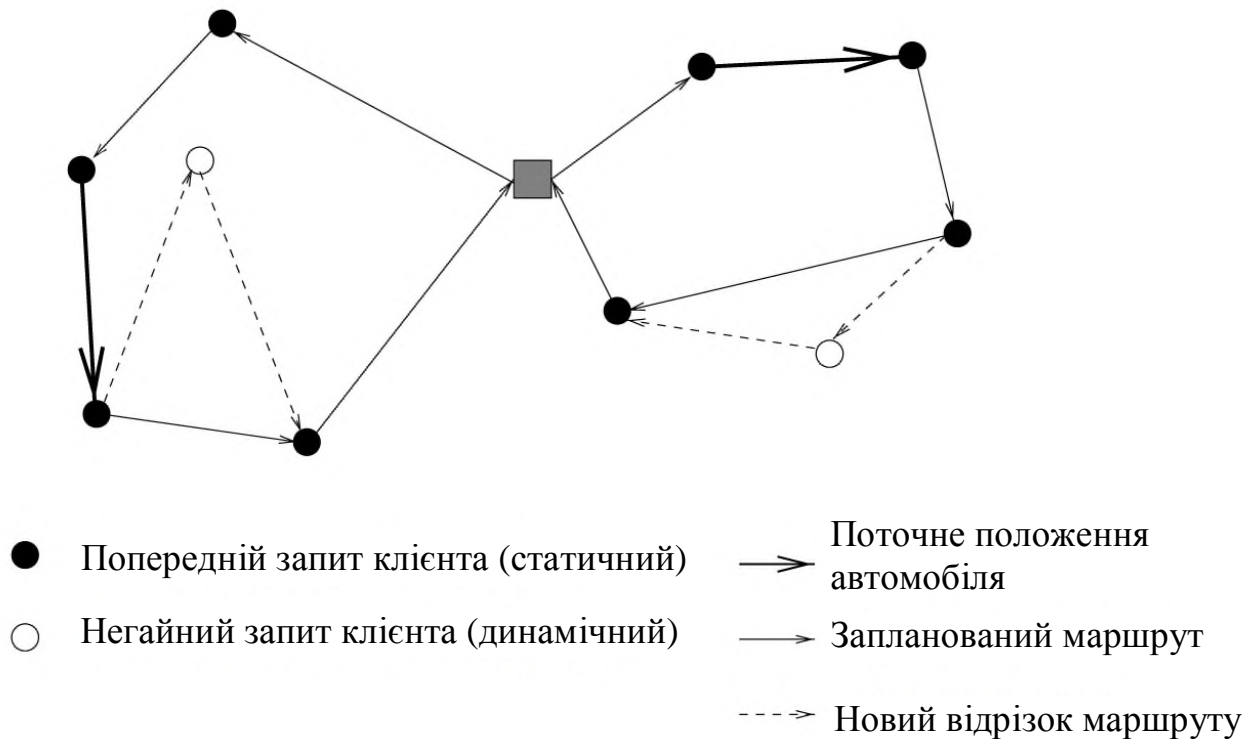 Попередній запит клієнта (статичний)
Негайний запит клієнта (динамічний)
Поточне положення
автомобіля
Запланований маршрут
Новий відрізок маршруту